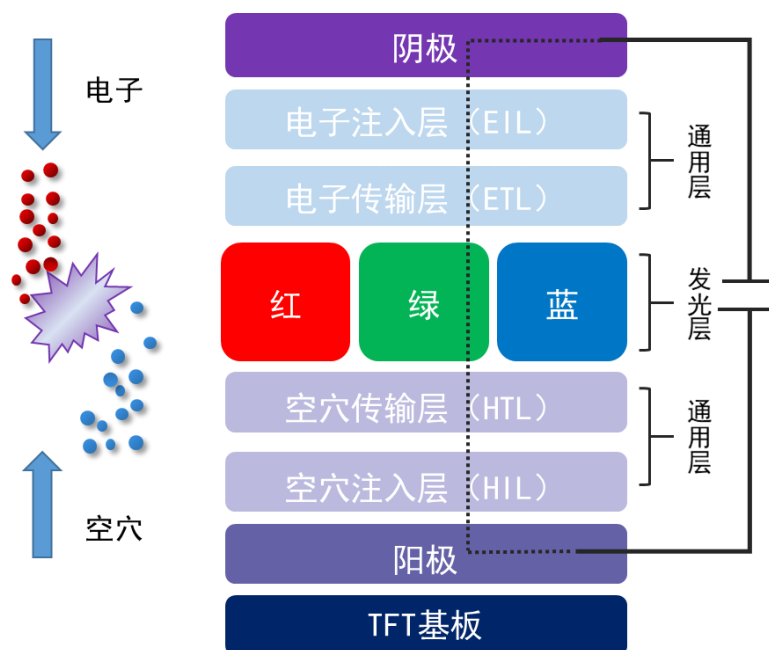 阴极
电子
电子注入层（EIL）
通用层
电子传输层（ETL）
红
绿
蓝
发光层
空穴传输层（HTL）
通用层
空穴注入层（HIL）
空穴
阳极
TFT基板